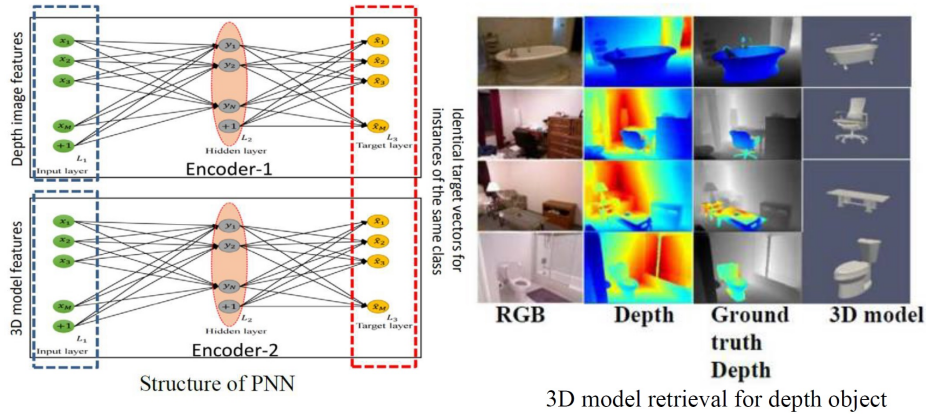 Depth image features
x1
x2
x3
xM
+1
L1
Input layer
y1
y2
yN
+1
L2
Hidden layer
x̂1
x̂2
x̂3
x̂M
L3
Target layer
Encoder-1
3D model features
x1
x2
x3
xM
+1
L1
Input layer
y1
y2
yN
+1
L2
Hidden layer
x̂1
x̂2
x̂3
x̂M
L3
Target layer
Encoder-2
Identical target vectors for
instances of the same class
Structure of PNN
RGB
Depth
Ground
truth
Depth
3D model
3D model retrieval for depth object